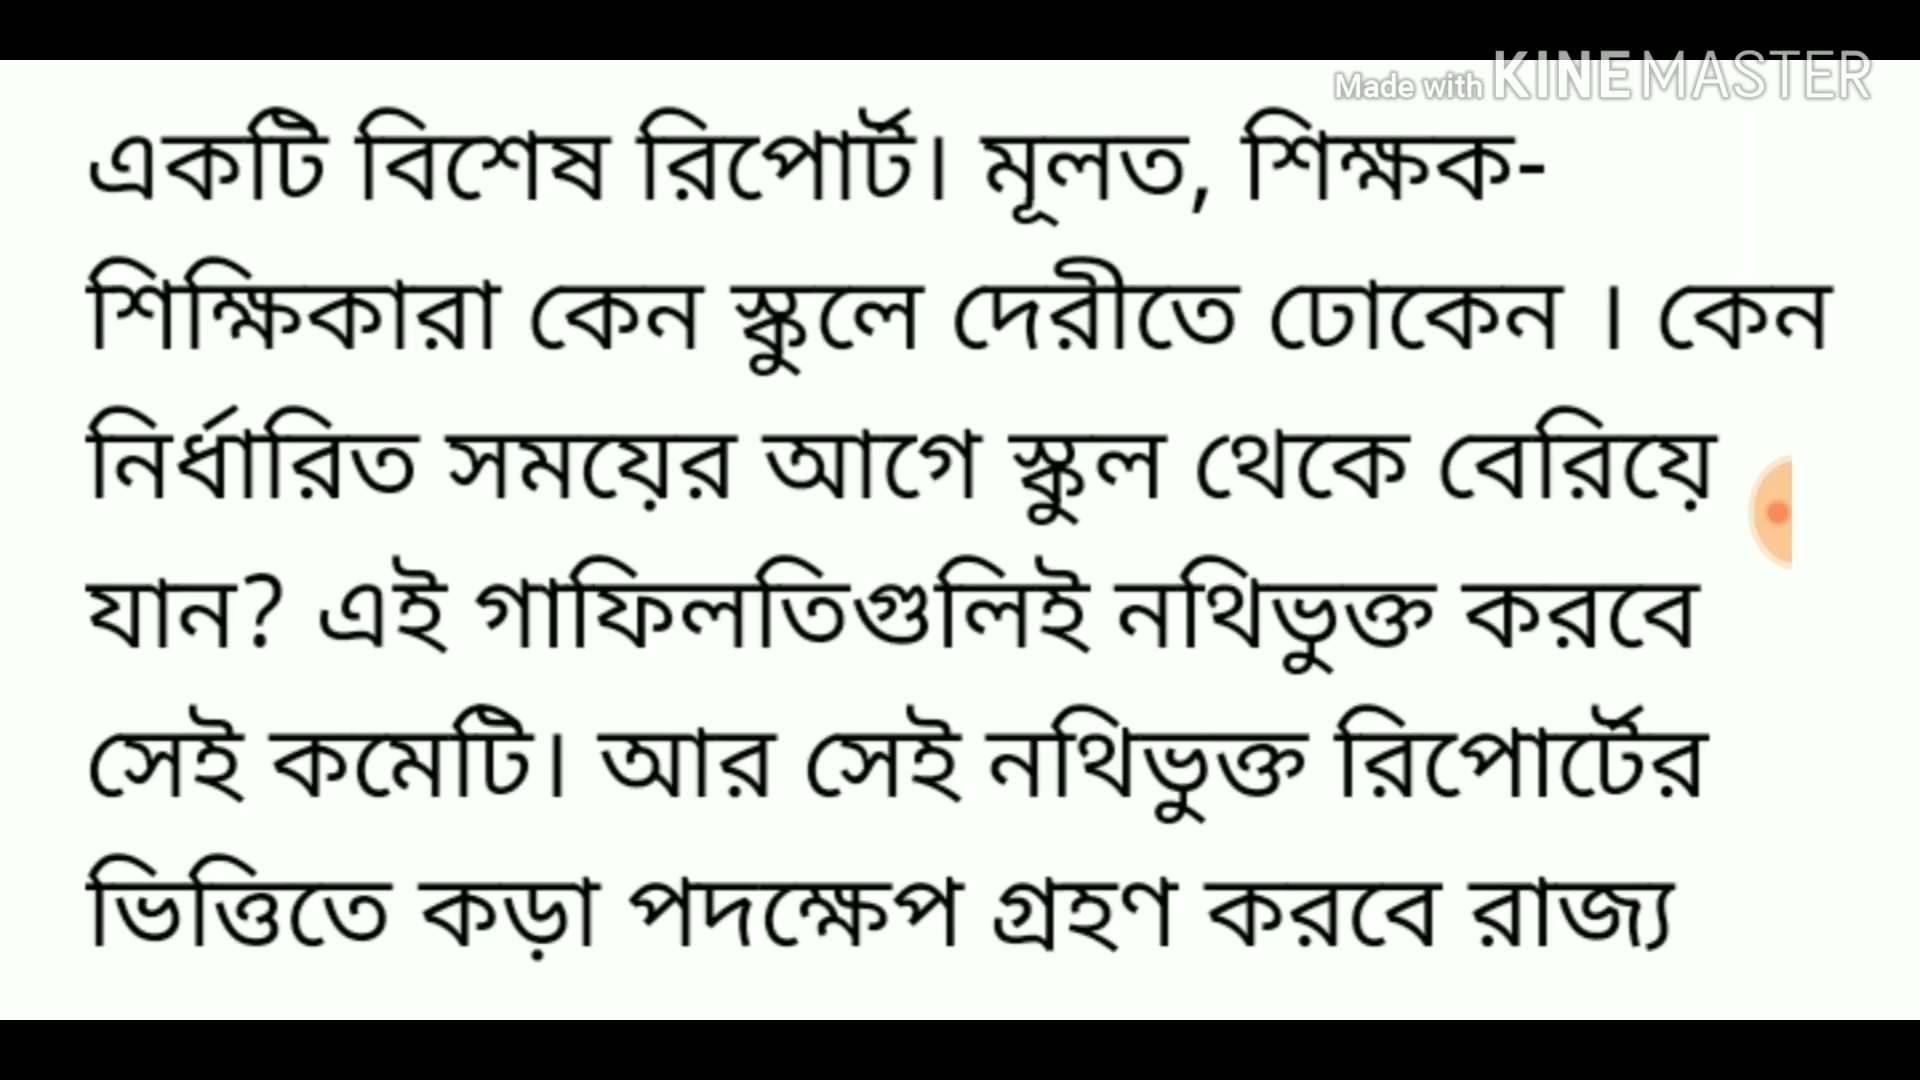 Made with KINEMASTER
একটি বিশেষ রিপোর্ট। মূলত, শিক্ষক-
শিক্ষিকারা কেন স্কুলে দেরীতে ঢোকেন । কেন
নির্ধারিত সময়ের আগে স্কুল থেকে বেরিয়ে
যান? এই গাফিলতিগুলিই নথিভুক্ত করবে
সেই কমেটি। আর সেই নথিভুক্ত রিপোর্টের
ভিত্তিতে কড়া পদক্ষেপ গ্রহণ করবে রাজ্য